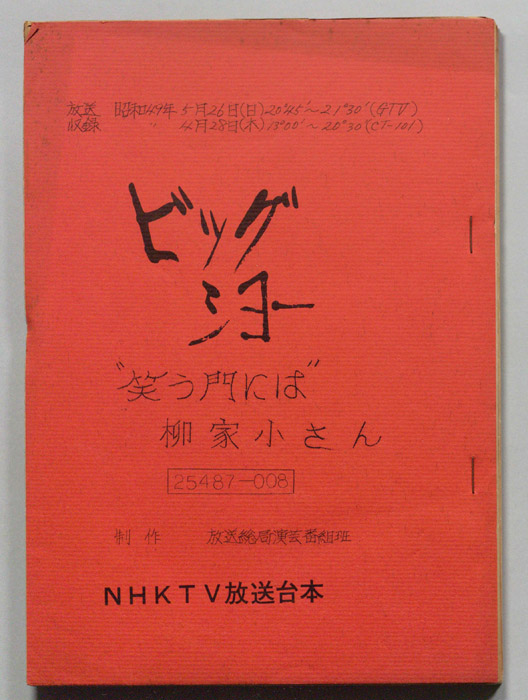 放送 昭和49年 5月26日(日) 20°45′~21°30′(GTV)
収録 〃 4月28日(木) 13°00′~20°30′(CT-101)
ビッグ
ショー
"笑う門には"
柳家小さん
25487-008
制作 放送総局演芸番組班
NHKTV放送台本